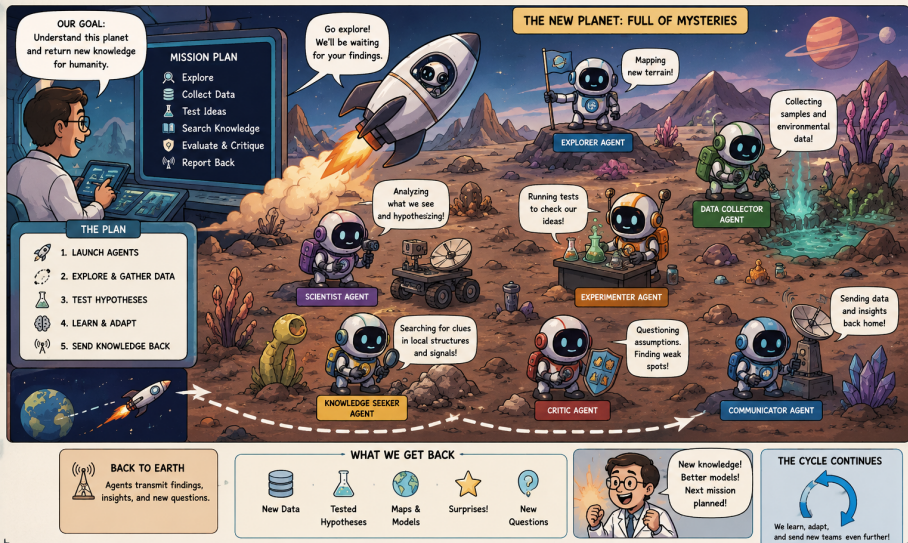 OUR GOAL:
Understand this planet
and return new knowledge
for humanity.
MISSION PLAN
Explore
Collect Data
Test Ideas
Search Knowledge
Evaluate & Critique
Report Back
Go explore!
We'll be waiting
for your findings.
THE NEW PLANET: FULL OF MYSTERIES
Mapping
new terrain!
EXPLORER AGENT
Collecting
samples and
environmental
data!
DATA COLLECTOR
AGENT
Analyzing
what we see
and hypothesizing!
SCIENTIST AGENT
Running tests
to check our
ideas!
EXPERIMENTER AGENT
THE PLAN
1. LAUNCH AGENTS
2. EXPLORE & GATHER DATA
3. TEST HYPOTHESES
4. LEARN & ADAPT
5. SEND KNOWLEDGE BACK
Searching for clues
in local structures
and signals!
KNOWLEDGE SEEKER
AGENT
Questioning
assumptions.
Finding weak
spots!
CRITIC AGENT
Sending data
and insights
back home!
COMMUNICATOR AGENT
BACK TO EARTH
Agents transmit findings,
insights, and new questions.
WHAT WE GET BACK
New Data
Tested
Hypotheses
Maps &
Models
Surprises!
New
Questions
New knowledge!
Better models!
Next mission
planned!
THE CYCLE CONTINUES
We learn, adapt,
and send new teams even further!